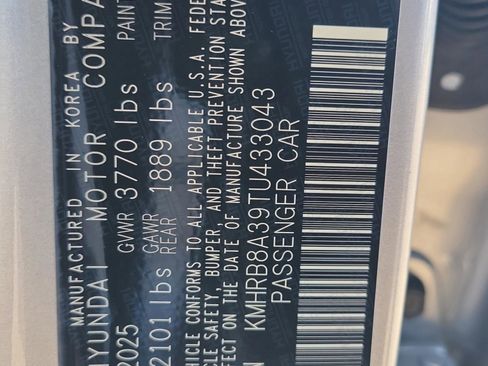 MANUFACTURED IN KOREA BY
HYUNDAI MOTOR COMPA
2025 GVWR 3770 lbs PAINT
2101 lbs GAWR REAR 1889 lbs TRIM
VEHICLE CONFORMS TO ALL APPLICABLE U.S.A. FEDE
CLE SAFETY, BUMPER, AND THEFT PREVENTION STA
EFFECT ON THE DATE OF MANUFACTURE SHOWN ABOV
N KMHRB8A39TU433043
PASSENGER CAR